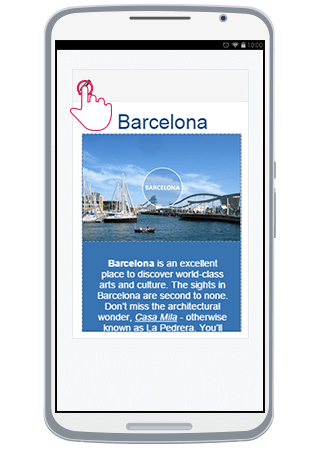 10:00
Barcelona
BARCELONA
Barcelona is an excellent
place to discover world-class
arts and culture. The sights in
Barcelona are second to none.
Don't miss the architectural
wonder, Casa Mila - otherwise
known as La Pedrera. You'll